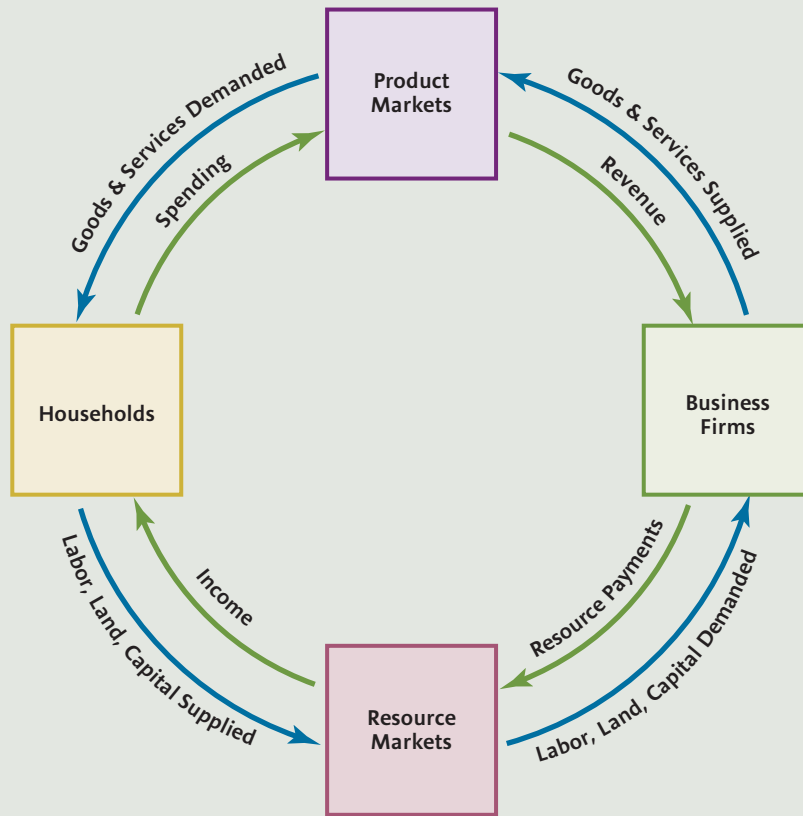 Product
Markets
Goods & Services Demanded
Goods & Services Supplied
Spending
Revenue
Households
Business
Firms
Labor, Land, Capital Supplied
Income
Resource Payments
Labor, Land, Capital Demanded
Resource
Markets